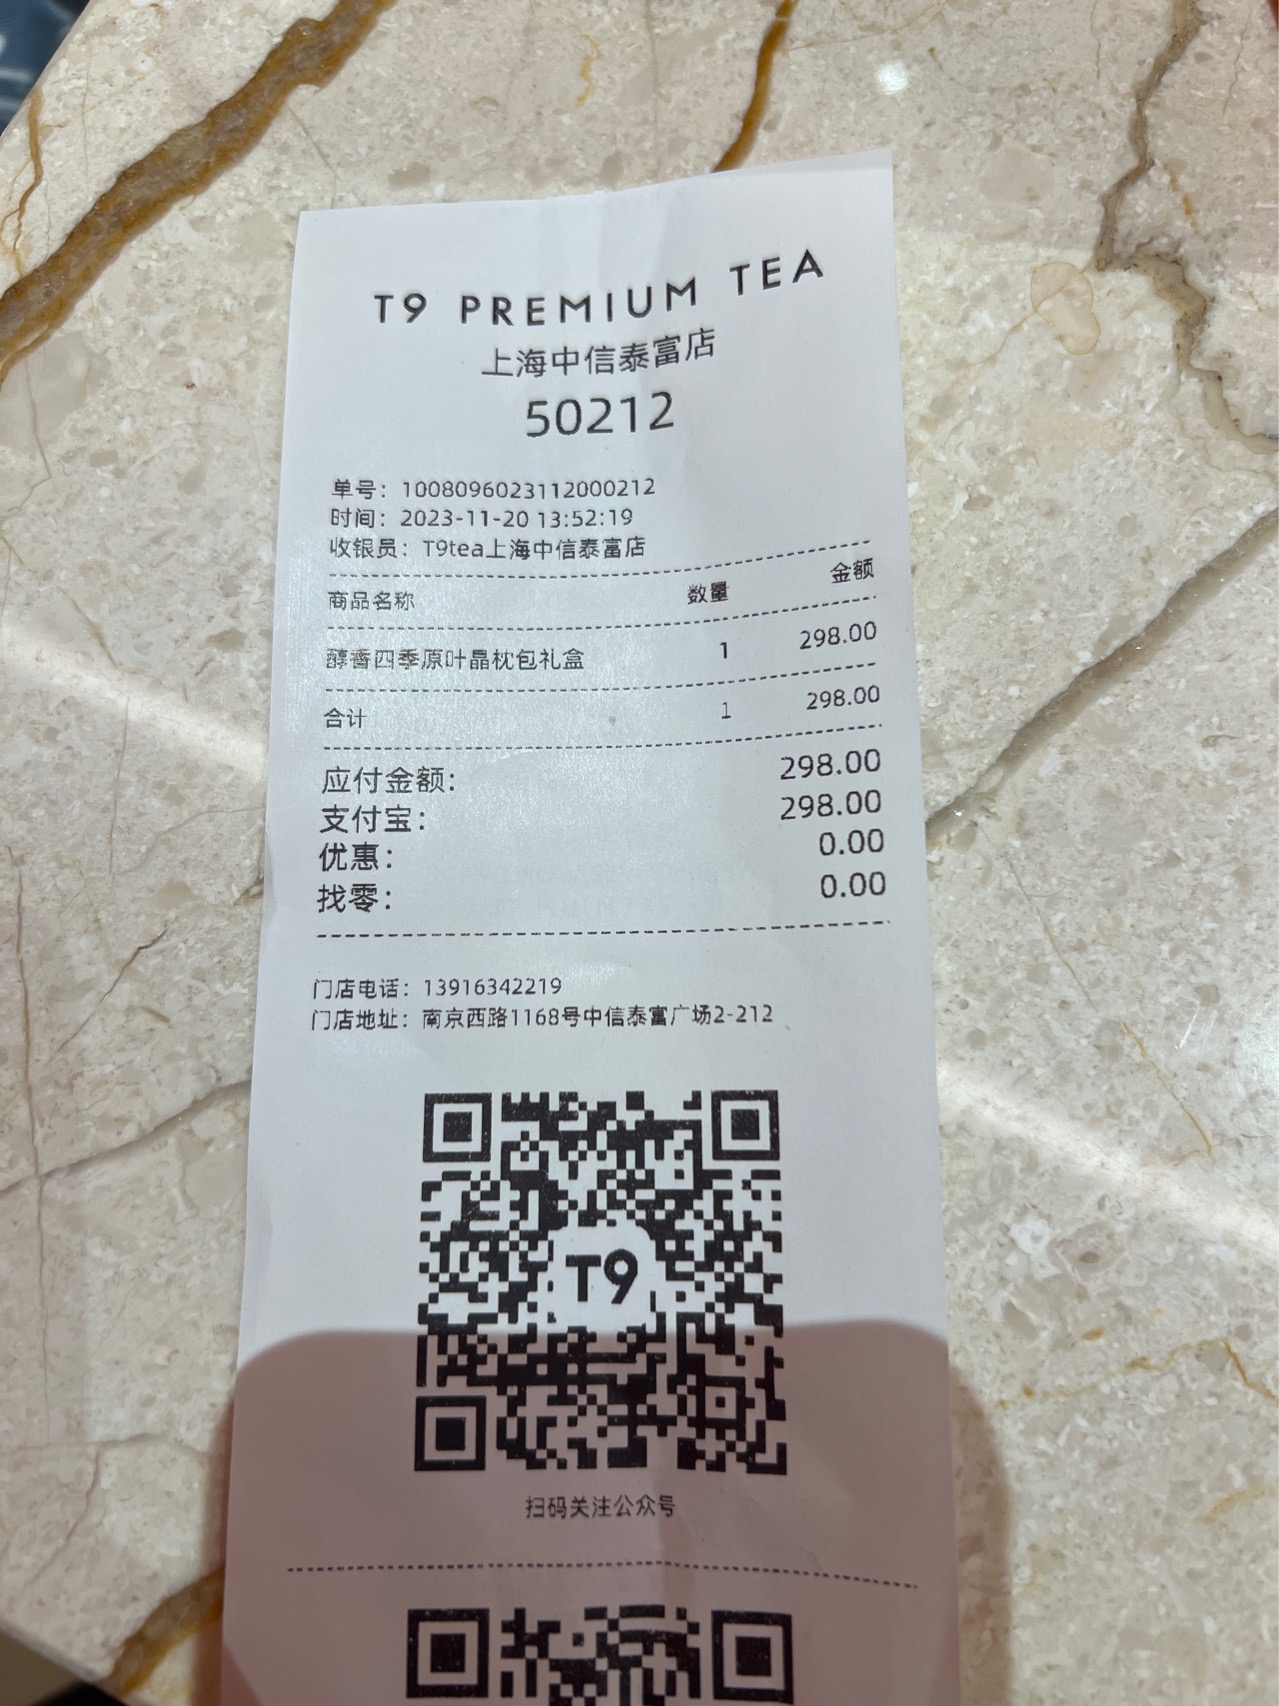 T9 PREMIUM TEA
上海中信泰富店
50212
单号：1008096023112000212
时间：2023-11-20 13:52:19
收银员：T9tea上海中信泰富店
商品名称 数量 金额
醇香四季原叶晶枕包礼盒 1 298.00
合计 1 298.00
应付金额： 298.00
支付宝： 298.00
优惠： 0.00
找零： 0.00
门店电话：13916342219
门店地址：南京西路1168号中信泰富广场2-212
T9
扫码关注公众号